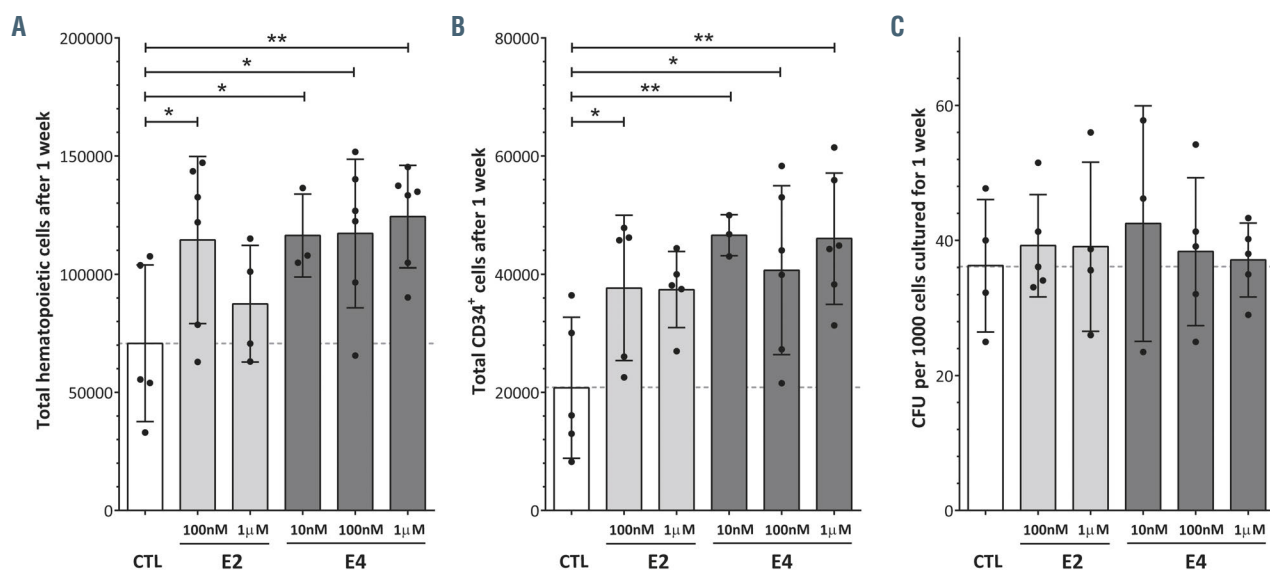 A
Total hematopoietic cells after 1 week
200000
150000
100000
50000
0
**
*
*
*
100nM 1μM 10nM 100nM 1μM
CTL E2 E4
B
Total CD34+ cells after 1 week
80000
60000
40000
20000
0
**
*
**
*
100nM 1μM 10nM 100nM 1μM
CTL E2 E4
C
CFU per 1000 cells cultured for 1 week
60
40
20
0
100nM 1μM 10nM 100nM 1μM
CTL E2 E4